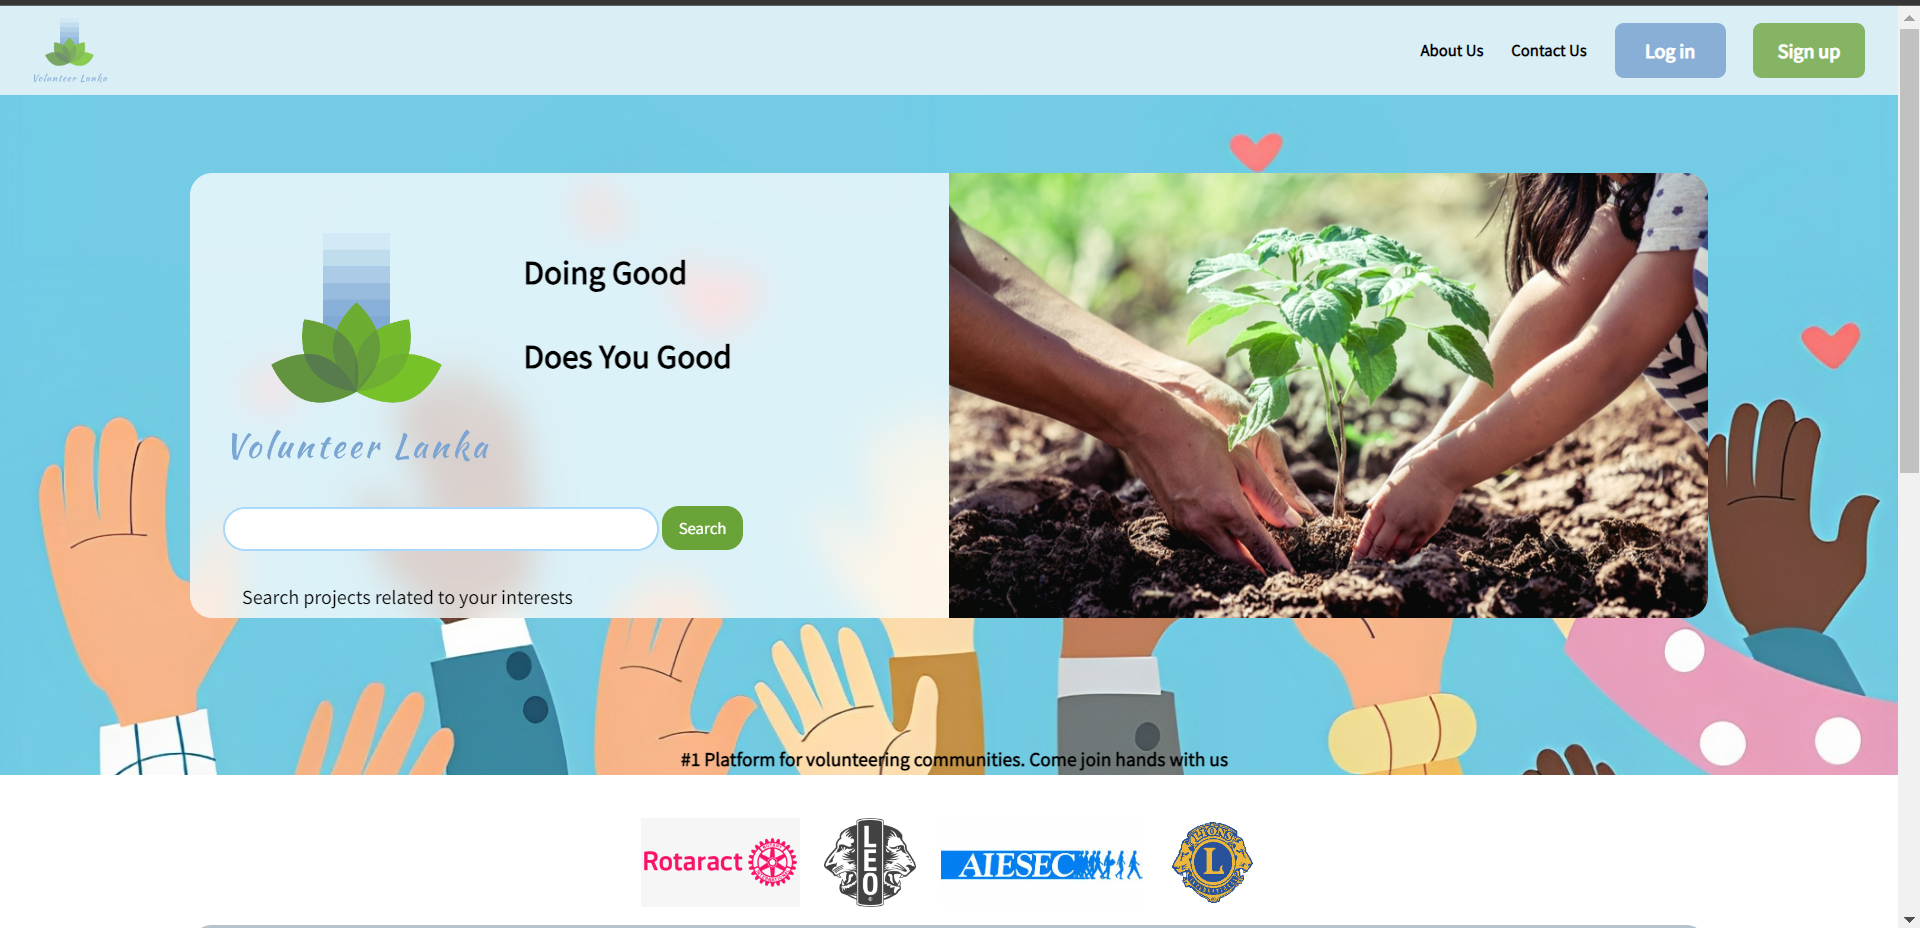 Volunteer Lanka
About Us
Contact Us
Log in
Sign up
Doing Good
Does You Good
Volunteer Lanka
Search
Search projects related to your interests
#1 Platform for volunteering communities. Come join hands with us
Rotaract
LEO
AIESEC
LIONS
L